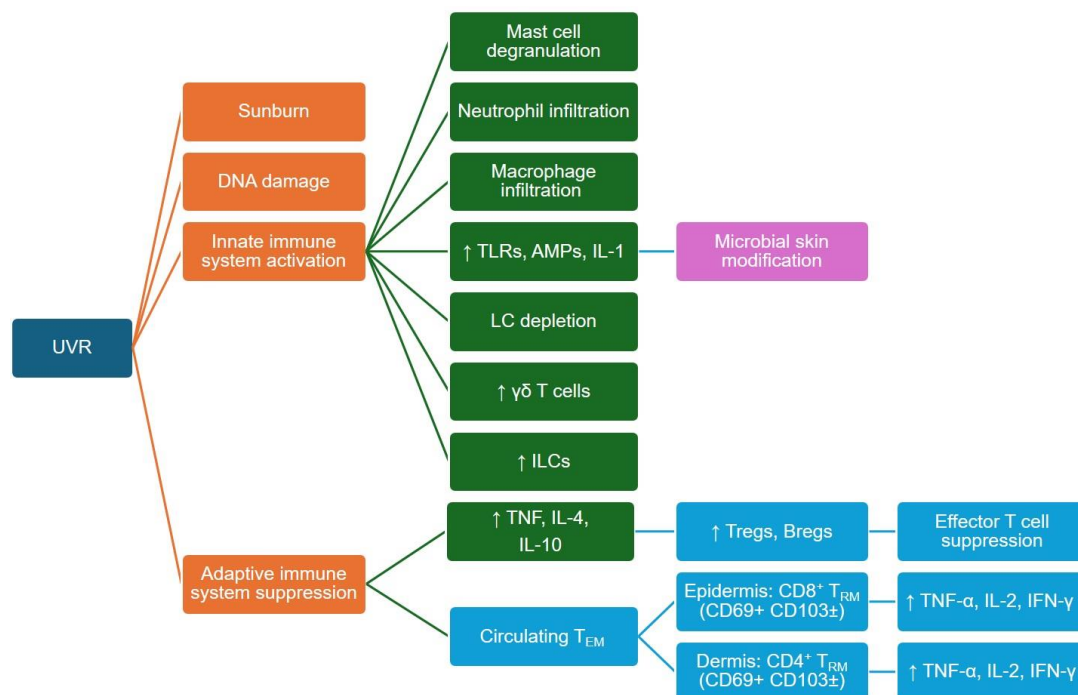 Mast cell
degranulation
Sunburn
Neutrophil infiltration
DNA damage
Macrophage
infiltration
Innate immune
system activation
↑ TLRs, AMPs, IL-1
Microbial skin
modification
UVR
LC depletion
↑ γδ T cells
↑ ILCs
Adaptive immune
system suppression
↑ TNF, IL-4,
IL-10
↑ Tregs, Bregs
Effector T cell
suppression
Circulating T_EM
Epidermis: CD8⁺ T_RM
(CD69+ CD103±)
↑ TNF-α, IL-2, IFN-γ
Dermis: CD4⁺ T_RM
(CD69+ CD103±)
↑ TNF-α, IL-2, IFN-γ